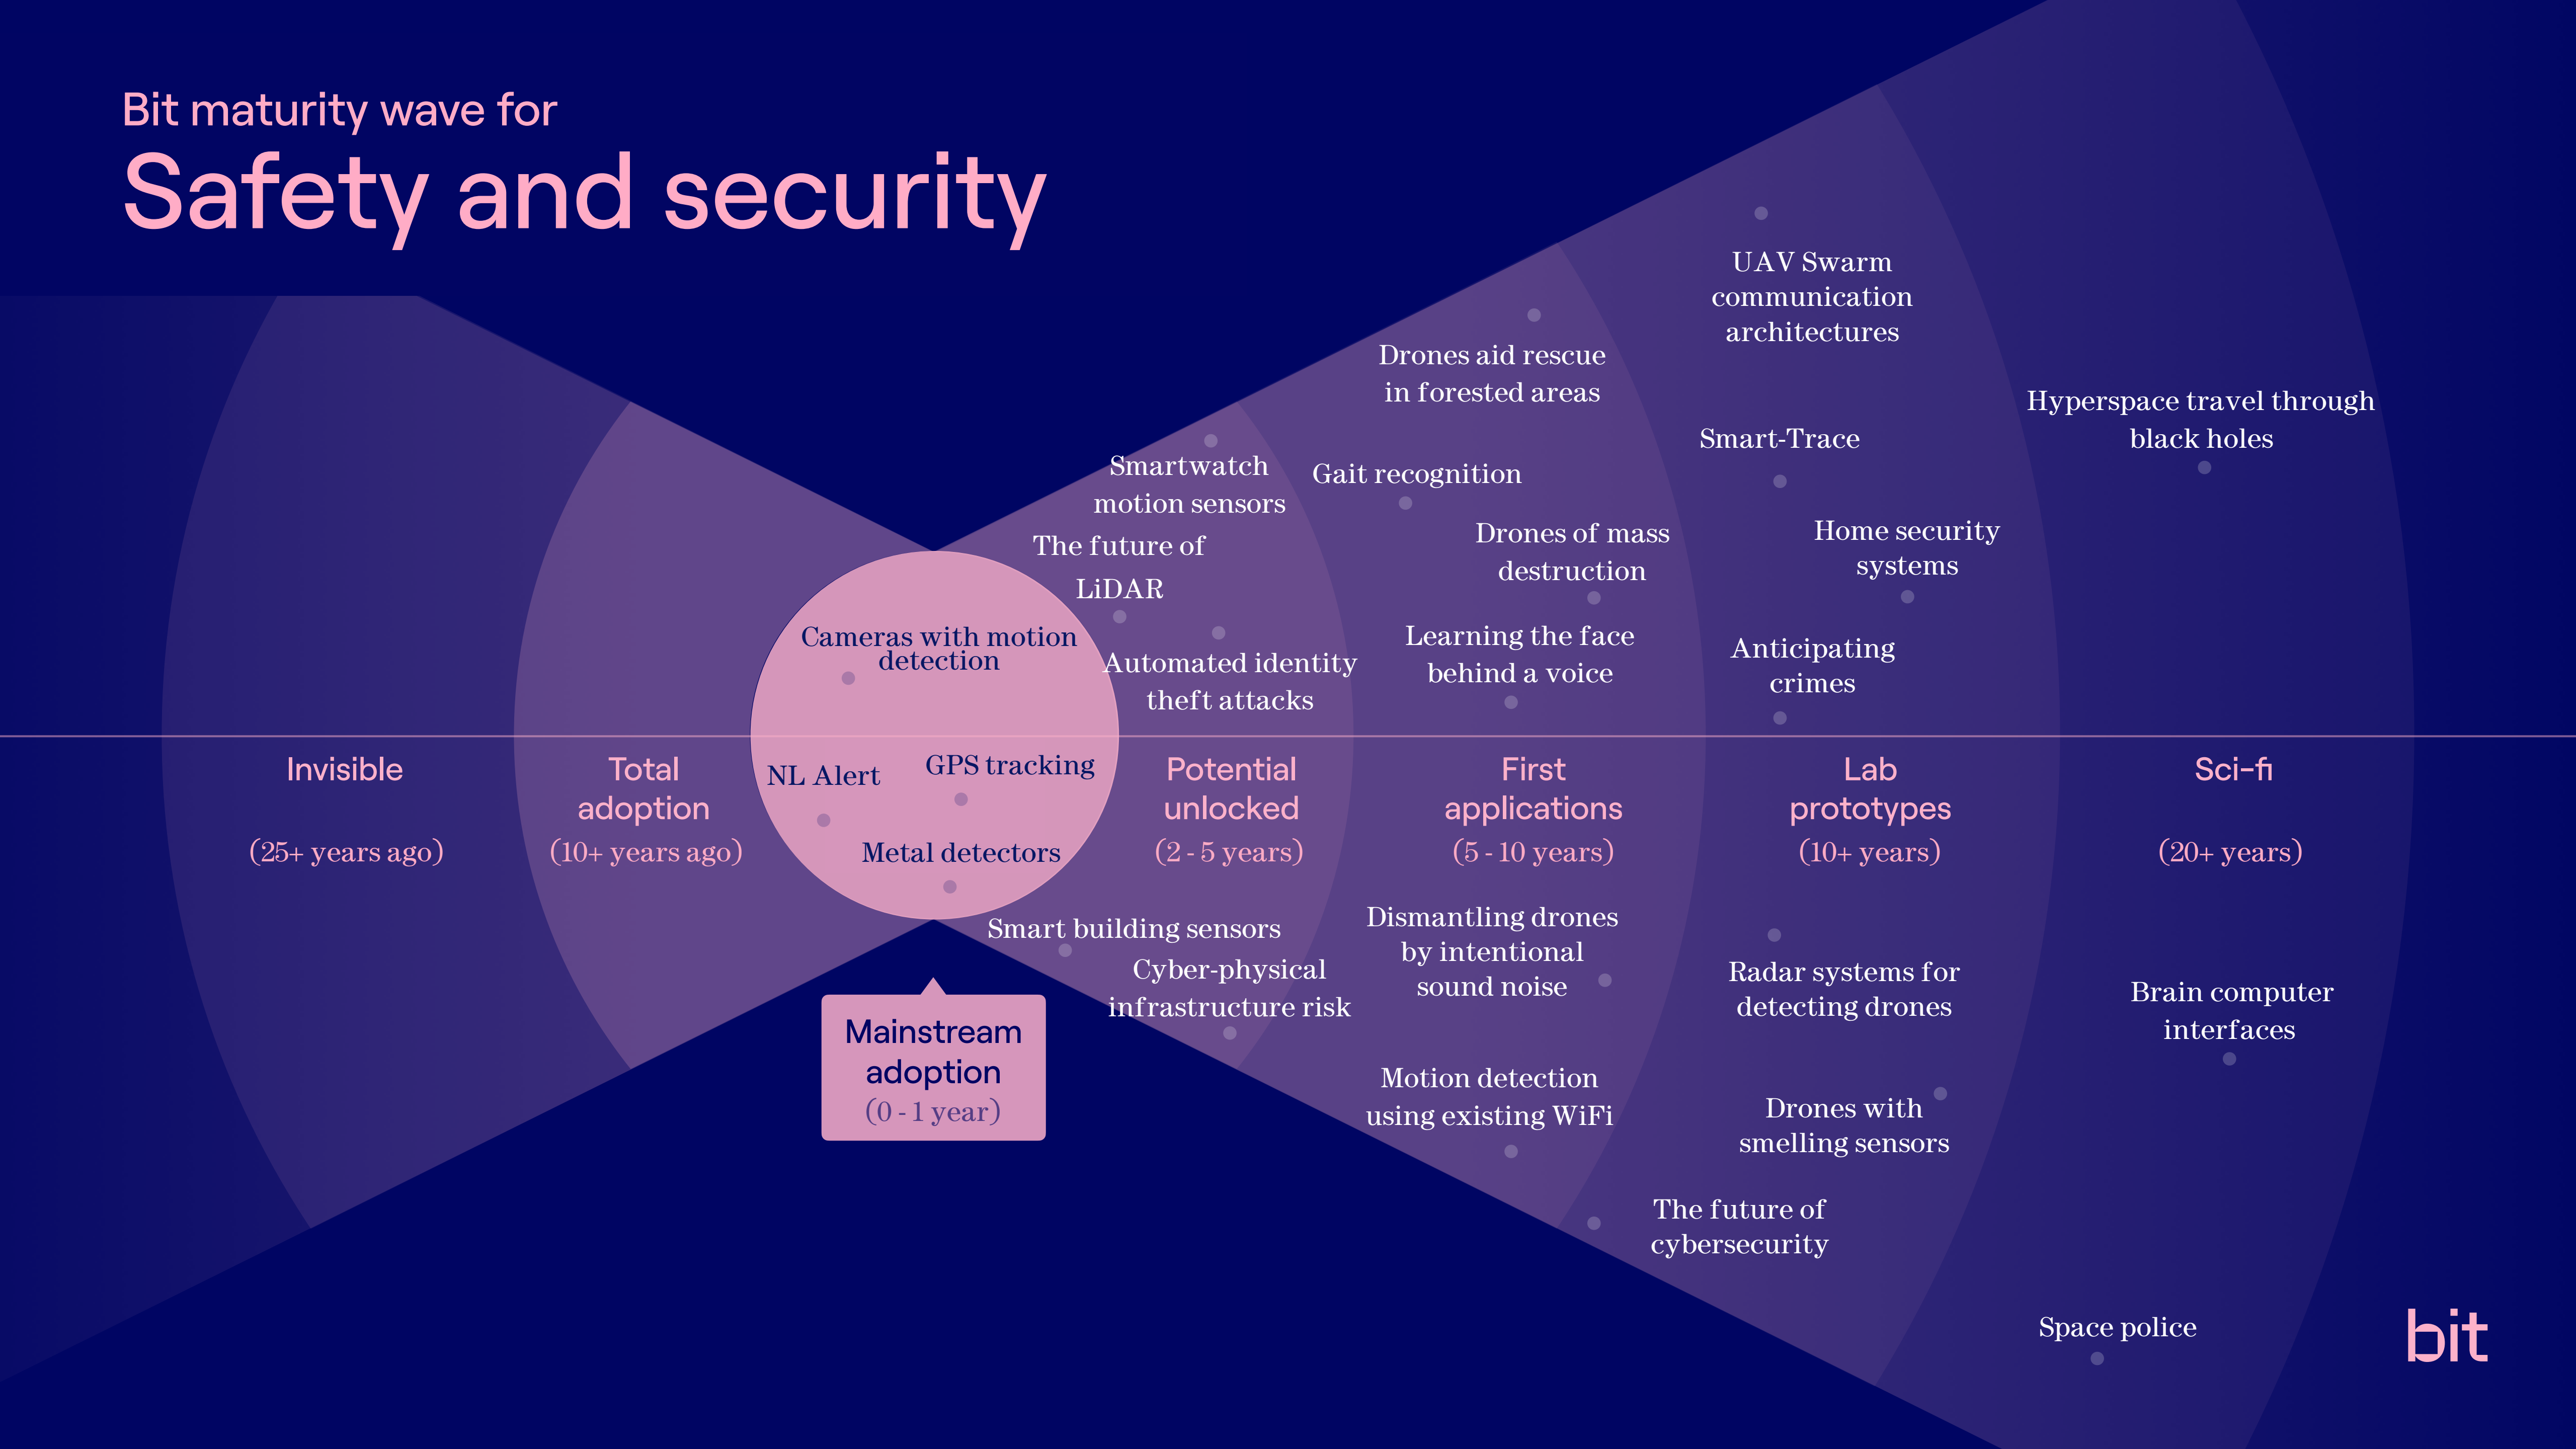 Bit maturity wave for
Safety and security
UAV Swarm
communication
architectures
Drones aid rescue
in forested areas
Hyperspace travel through
black holes
Smart-Trace
Smartwatch
motion sensors
Gait recognition
Drones of mass
destruction
Home security
systems
The future of
LiDAR
Cameras with motion
detection
Automated identity
theft attacks
Learning the face
behind a voice
Anticipating
crimes
NL Alert
GPS tracking
Metal detectors
Invisible
(25+ years ago)
Total
adoption
(10+ years ago)
Potential
unlocked
(2 - 5 years)
First
applications
(5 - 10 years)
Lab
prototypes
(10+ years)
Sci-fi
(20+ years)
Mainstream
adoption
(0 - 1 year)
Smart building sensors
Cyber-physical
infrastructure risk
Dismantling drones
by intentional
sound noise
Motion detection
using existing WiFi
Radar systems for
detecting drones
Drones with
smelling sensors
The future of
cybersecurity
Brain computer
interfaces
Space police
bit